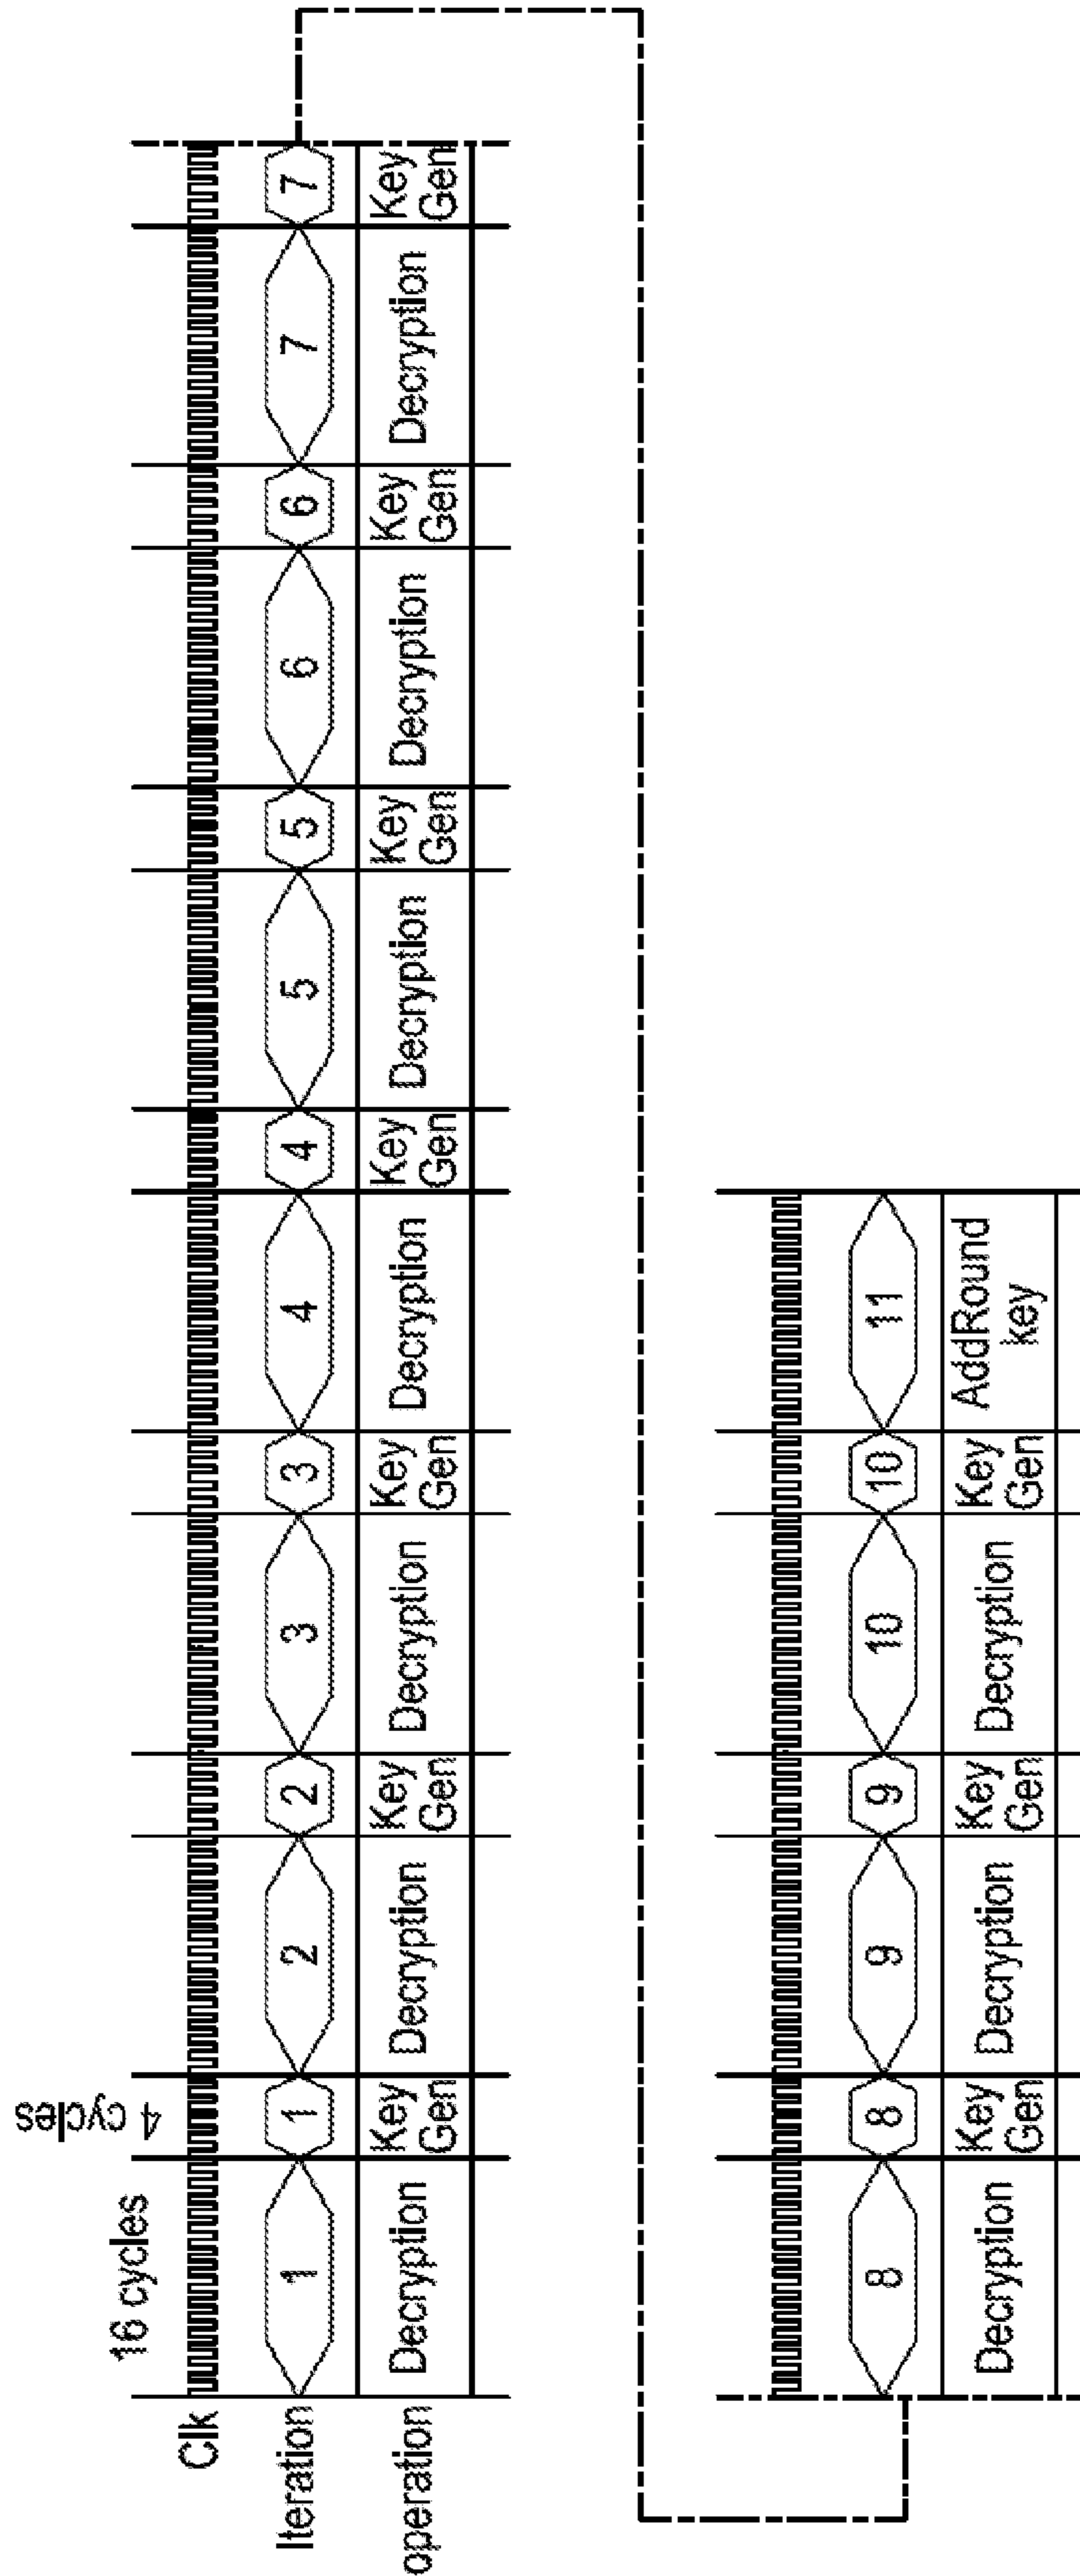 16 cycles
4 cycles
Clk
Iteration
1
1
2
2
3
3
4
4
5
5
6
6
7
7
operation
Decryption
Key
Gen
Decryption
Key
Gen
Decryption
Key
Gen
Decryption
Key
Gen
Decryption
Key
Gen
Decryption
Key
Gen
Decryption
Key
Gen
8
8
9
9
10
10
11
Decryption
Key
Gen
Decryption
Key
Gen
Decryption
Key
Gen
AddRound
key